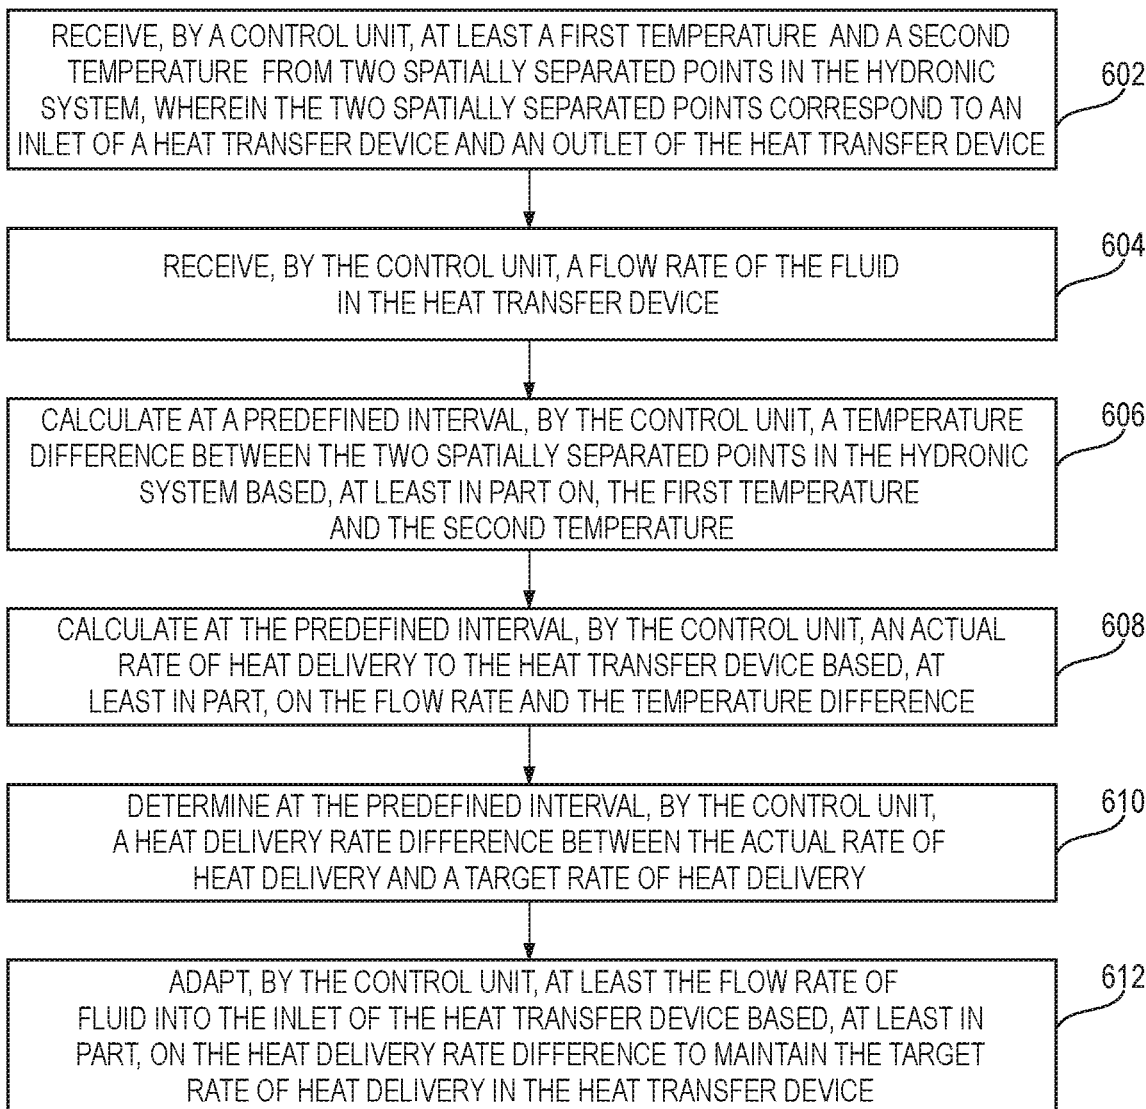 RECEIVE, BY A CONTROL UNIT, AT LEAST A FIRST TEMPERATURE AND A SECOND
TEMPERATURE FROM TWO SPATIALLY SEPARATED POINTS IN THE HYDRONIC
SYSTEM, WHEREIN THE TWO SPATIALLY SEPARATED POINTS CORRESPOND TO AN
INLET OF A HEAT TRANSFER DEVICE AND AN OUTLET OF THE HEAT TRANSFER DEVICE
602
RECEIVE, BY THE CONTROL UNIT, A FLOW RATE OF THE FLUID
IN THE HEAT TRANSFER DEVICE
604
CALCULATE AT A PREDEFINED INTERVAL, BY THE CONTROL UNIT, A TEMPERATURE
DIFFERENCE BETWEEN THE TWO SPATIALLY SEPARATED POINTS IN THE HYDRONIC
SYSTEM BASED, AT LEAST IN PART ON, THE FIRST TEMPERATURE
AND THE SECOND TEMPERATURE
606
CALCULATE AT THE PREDEFINED INTERVAL, BY THE CONTROL UNIT, AN ACTUAL
RATE OF HEAT DELIVERY TO THE HEAT TRANSFER DEVICE BASED, AT
LEAST IN PART, ON THE FLOW RATE AND THE TEMPERATURE DIFFERENCE
608
DETERMINE AT THE PREDEFINED INTERVAL, BY THE CONTROL UNIT,
A HEAT DELIVERY RATE DIFFERENCE BETWEEN THE ACTUAL RATE OF
HEAT DELIVERY AND A TARGET RATE OF HEAT DELIVERY
610
ADAPT, BY THE CONTROL UNIT, AT LEAST THE FLOW RATE OF
FLUID INTO THE INLET OF THE HEAT TRANSFER DEVICE BASED, AT LEAST IN
PART, ON THE HEAT DELIVERY RATE DIFFERENCE TO MAINTAIN THE TARGET
RATE OF HEAT DELIVERY IN THE HEAT TRANSFER DEVICE
612